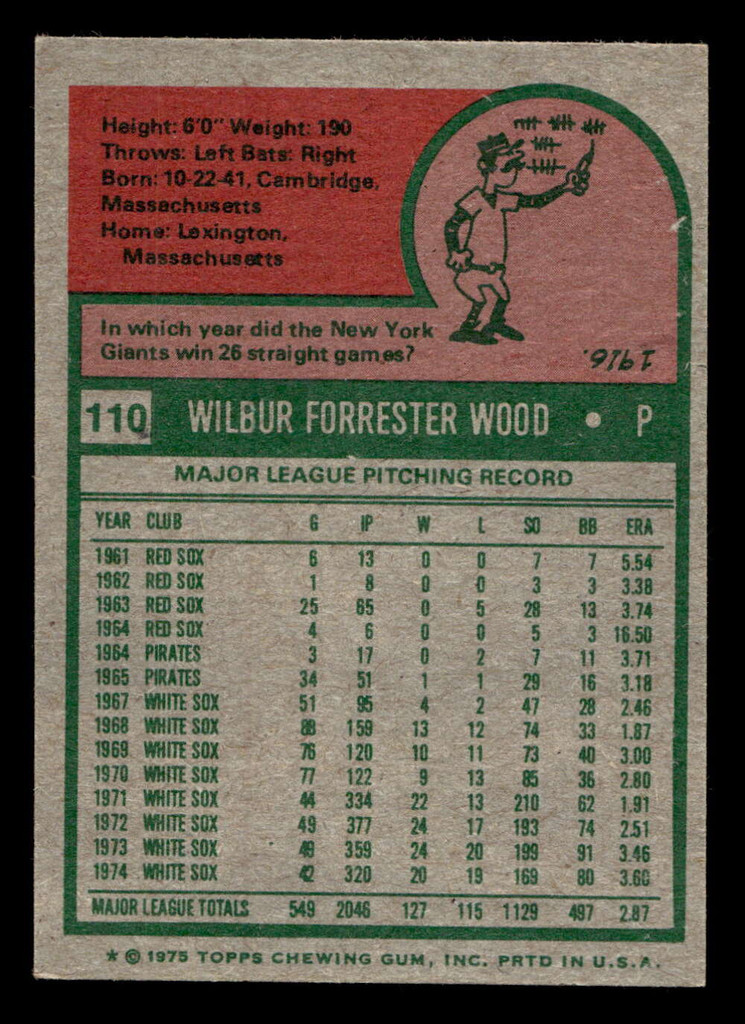 Height: 6'0" Weight: 190
Throws: Left Bats: Right
Born: 10-22-41, Cambridge,
Massachusetts
Home: Lexington,
Massachusetts
In which year did the New York
Giants win 26 straight games?
1916.
110 WILBUR FORRESTER WOOD • P
MAJOR LEAGUE PITCHING RECORD
YEAR CLUB G IP W L SO BB ERA
1961 RED SOX 6 13 0 0 7 7 5.54
1962 RED SOX 1 8 0 0 3 3 3.38
1963 RED SOX 25 65 0 5 28 13 3.74
1964 RED SOX 4 6 0 0 5 3 16.50
1964 PIRATES 3 17 0 2 7 11 3.71
1965 PIRATES 34 51 1 1 29 16 3.18
1967 WHITE SOX 51 95 4 2 47 28 2.46
1968 WHITE SOX 88 159 13 12 74 33 1.87
1969 WHITE SOX 76 120 10 11 73 40 3.00
1970 WHITE SOX 77 122 9 13 85 36 2.80
1971 WHITE SOX 44 334 22 13 210 62 1.91
1972 WHITE SOX 49 377 24 17 193 74 2.51
1973 WHITE SOX 49 359 24 20 199 91 3.46
1974 WHITE SOX 42 320 20 19 169 80 3.60
MAJOR LEAGUE TOTALS 549 2046 127 115 1129 497 2.87
* © 1975 TOPPS CHEWING GUM, INC. PRTD IN U.S.A.